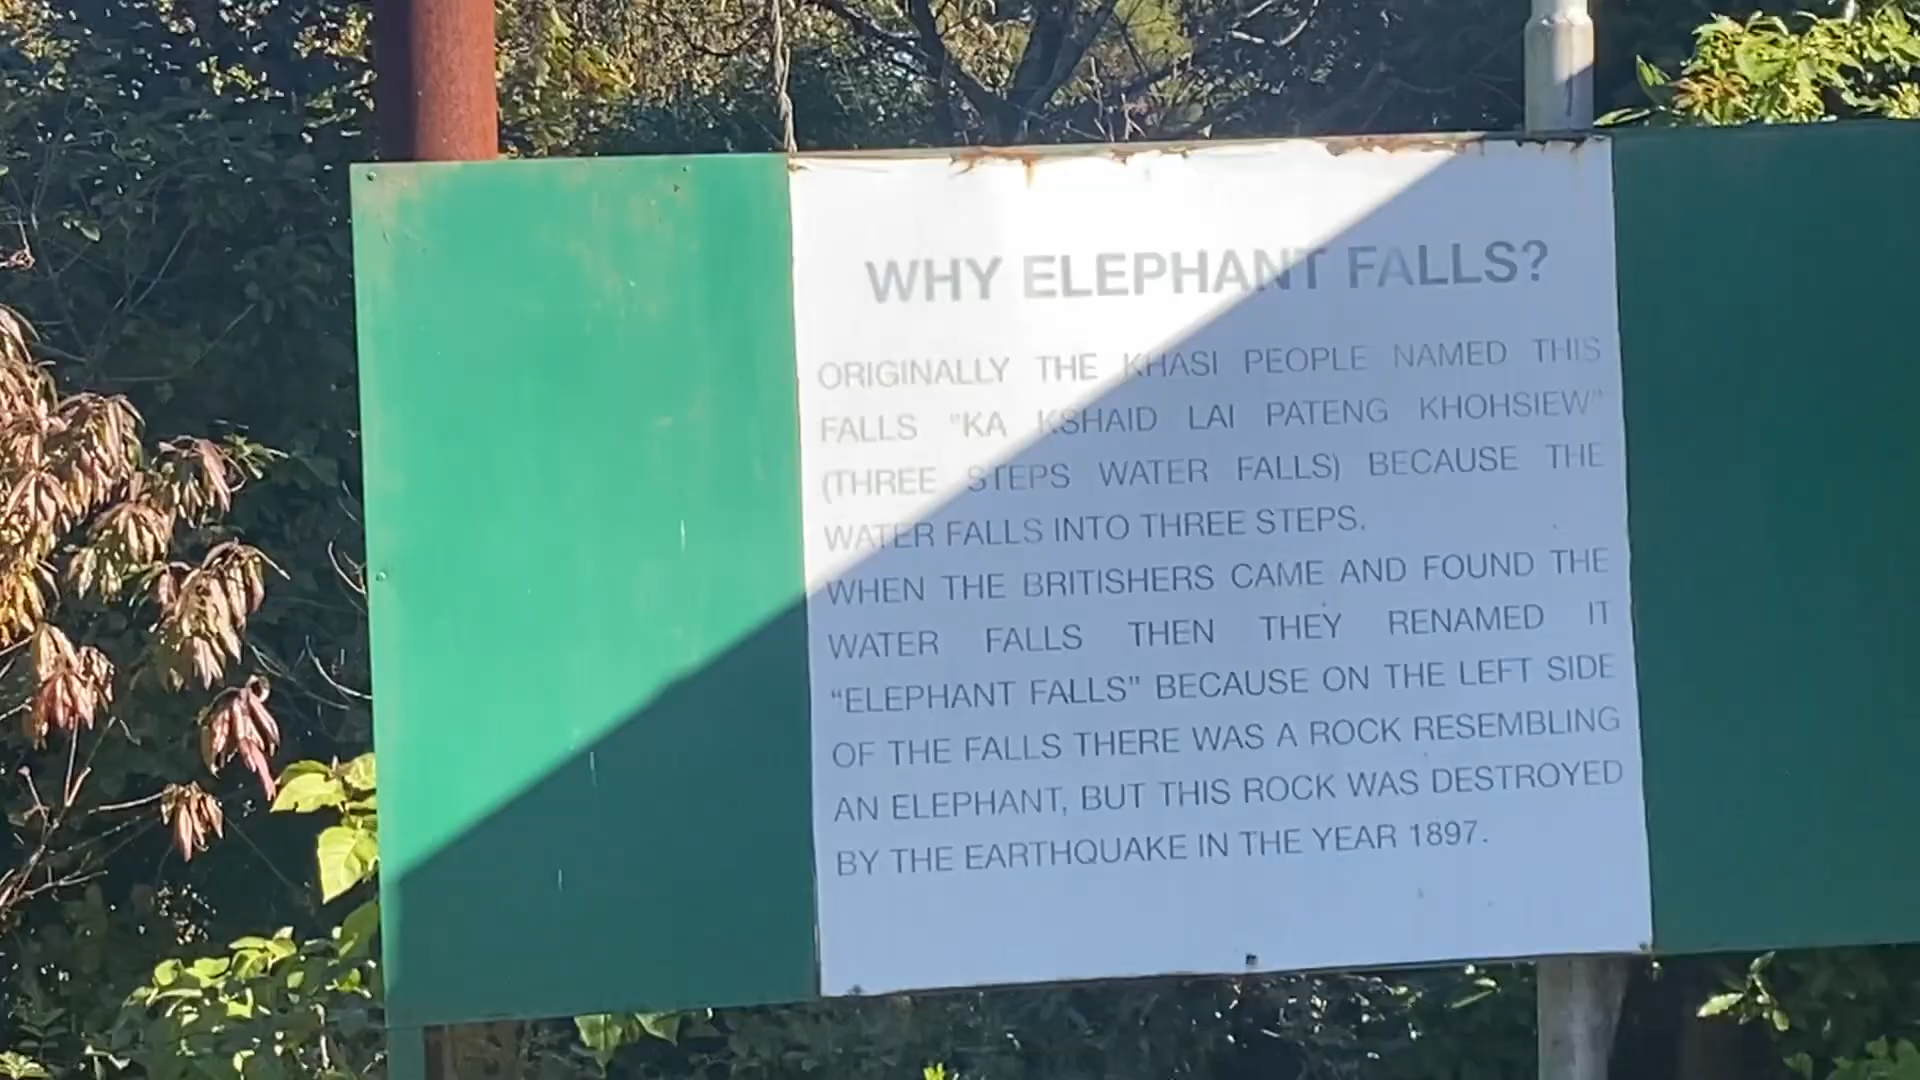 WHY ELEPHANT FALLS?
ORIGINALLY THE KHASI PEOPLE NAMED THIS
FALLS "KA KSHAID LAI PATENG KHOHSIEW"
(THREE STEPS WATER FALLS) BECAUSE THE
WATER FALLS INTO THREE STEPS.
WHEN THE BRITISHERS CAME AND FOUND THE
WATER FALLS THEN THEY RENAMED IT
“ELEPHANT FALLS” BECAUSE ON THE LEFT SIDE
OF THE FALLS THERE WAS A ROCK RESEMBLING
AN ELEPHANT, BUT THIS ROCK WAS DESTROYED
BY THE EARTHQUAKE IN THE YEAR 1897.